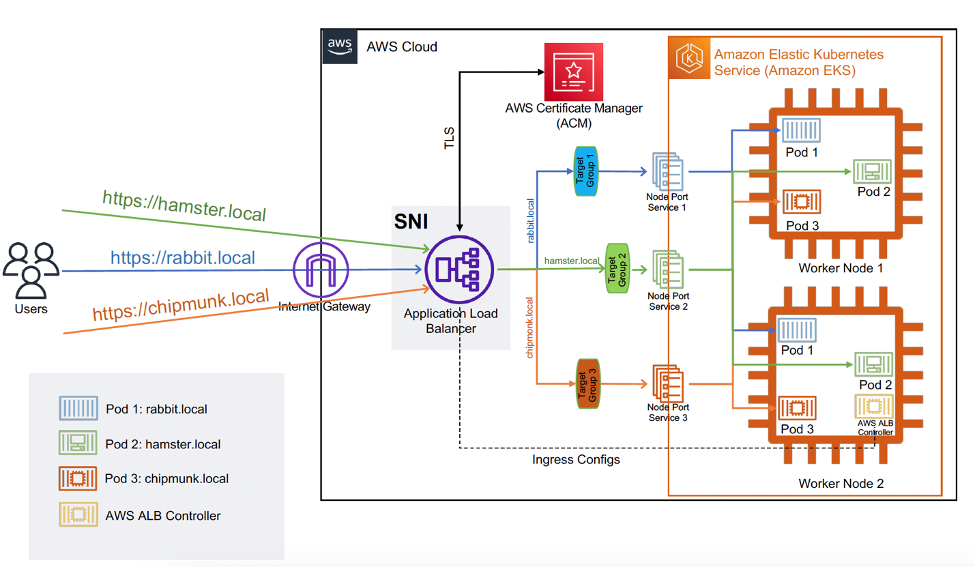 aws
AWS Cloud
Amazon Elastic Kubernetes
Service (Amazon EKS)
AWS Certificate Manager
(ACM)
TLS
https://hamster.local
https://rabbit.local
https://chipmunk.local
Users
Internet Gateway
SNI
Application Load
Balancer
rabbit.local
hamster.local
chipmunk.local
Target
Group 1
Target
Group 2
Target
Group 3
Node Port
Service 1
Node Port
Service 2
Node Port
Service 3
Pod 1
Pod 2
Pod 3
Worker Node 1
Pod 1
Pod 2
Pod 3
AWS ALB
Controller
Worker Node 2
Ingress Configs
Pod 1: rabbit.local
Pod 2: hamster.local
Pod 3: chipmunk.local
AWS ALB Controller